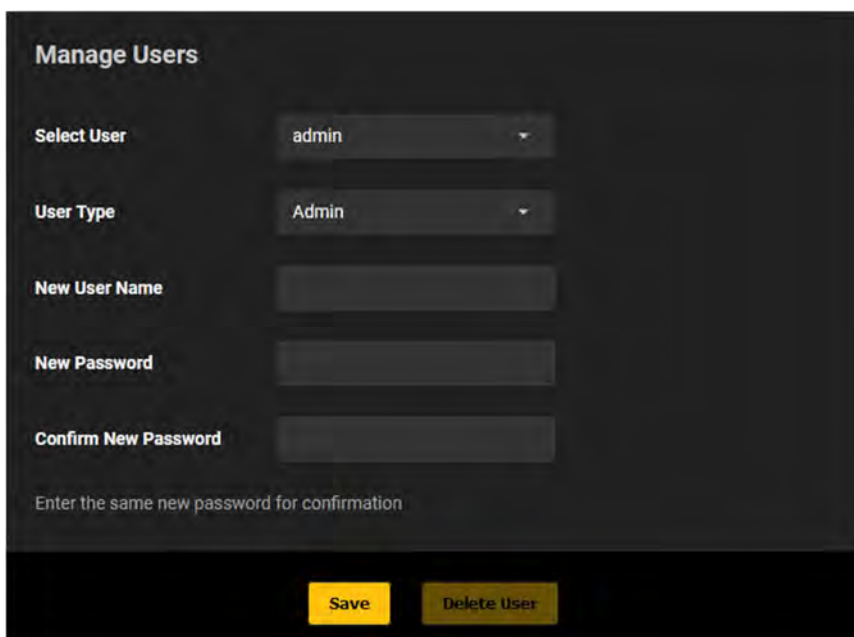 Manage Users
Select User admin
User Type Admin
New User Name
New Password
Confirm New Password
Enter the same new password for confirmation
Save Delete User